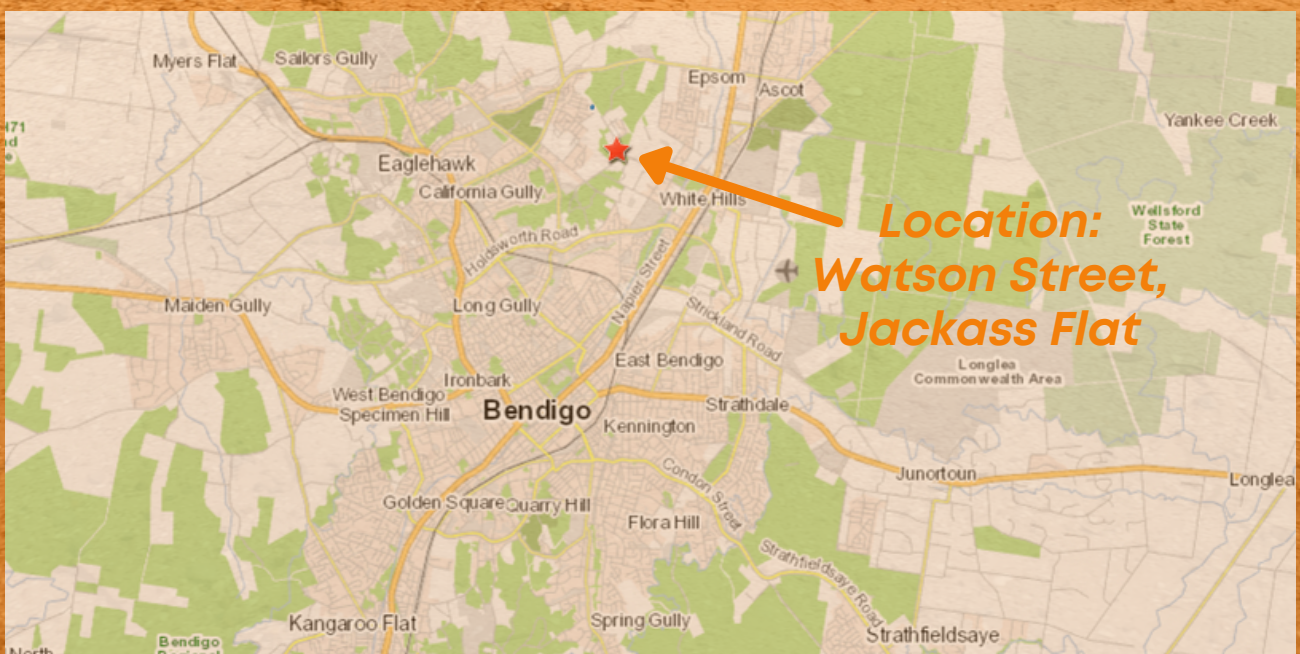 Myers Flat
Sailors Gully
Epsom
Ascot
Yankee Creek
Eaglehawk
California Gully
White Hills
Location:
Watson Street,
Jackass Flat
Wellsford
State
Forest
Holdsworth Road
Napier Street
Maiden Gully
Long Gully
Strickland Road
East Bendigo
Longlea
Commonwealth Area
Ironbark
West Bendigo
Specimen Hill
Bendigo
Strathdale
Kennington
Condon Street
Junortoun
Longlea
Golden Square
Quarry Hill
Flora Hill
Strathfieldsaye Road
Kangaroo Flat
Spring Gully
Strathfieldsaye
Bendigo